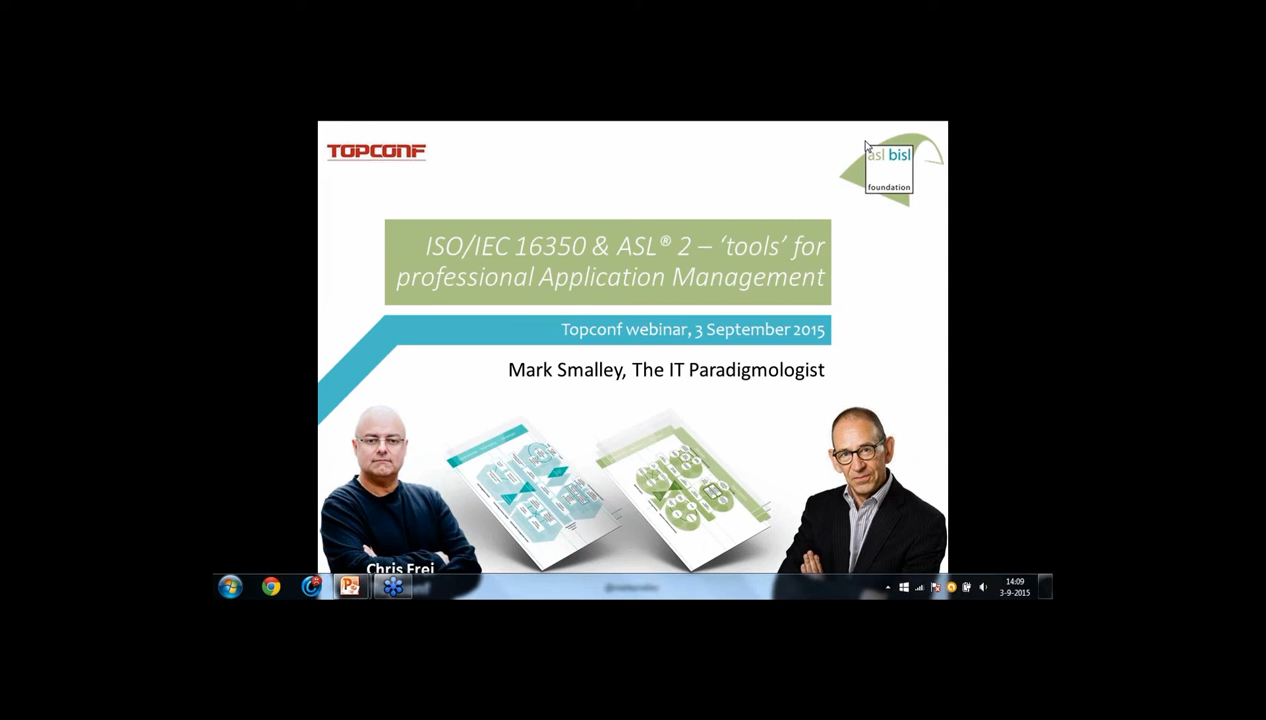 TOPCONF
asl bisl
foundation
ISO/IEC 16350 & ASL® 2 – ‘tools’ for
professional Application Management
Topconf webinar, 3 September 2015
Mark Smalley, The IT Paradigmologist
Chris Frei
14:09
3-9-2015